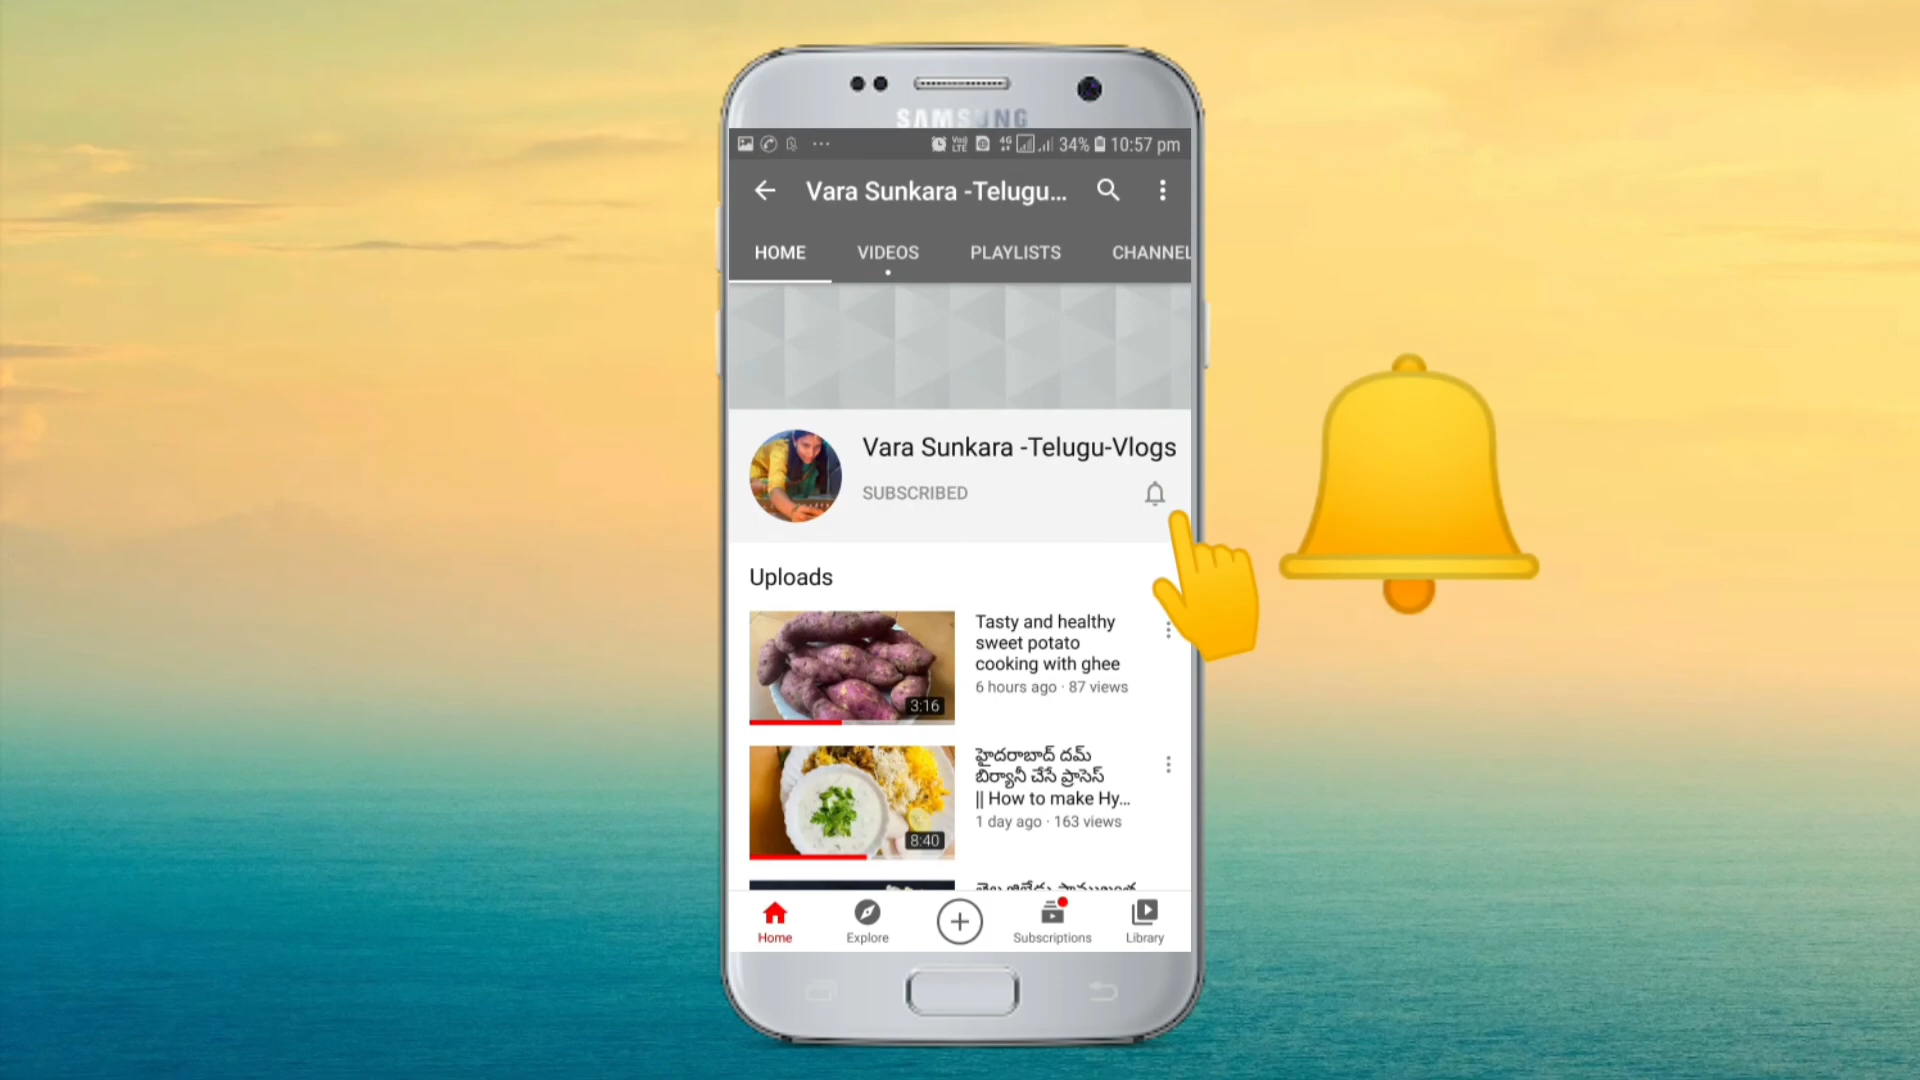 SAMSUNG
4G 34% 10:57 pm
Vara Sunkara -Telugu...
HOME VIDEOS PLAYLISTS CHANNEL
Vara Sunkara -Telugu-Vlogs
SUBSCRIBED
Uploads
Tasty and healthy
sweet potato
cooking with ghee
6 hours ago · 87 views
3:16
హైదరాబాద్ దమ్
బిర్యానీ చేసే ప్రాసెస్
|| How to make Hy...
1 day ago · 163 views
8:40
Home Explore Subscriptions Library